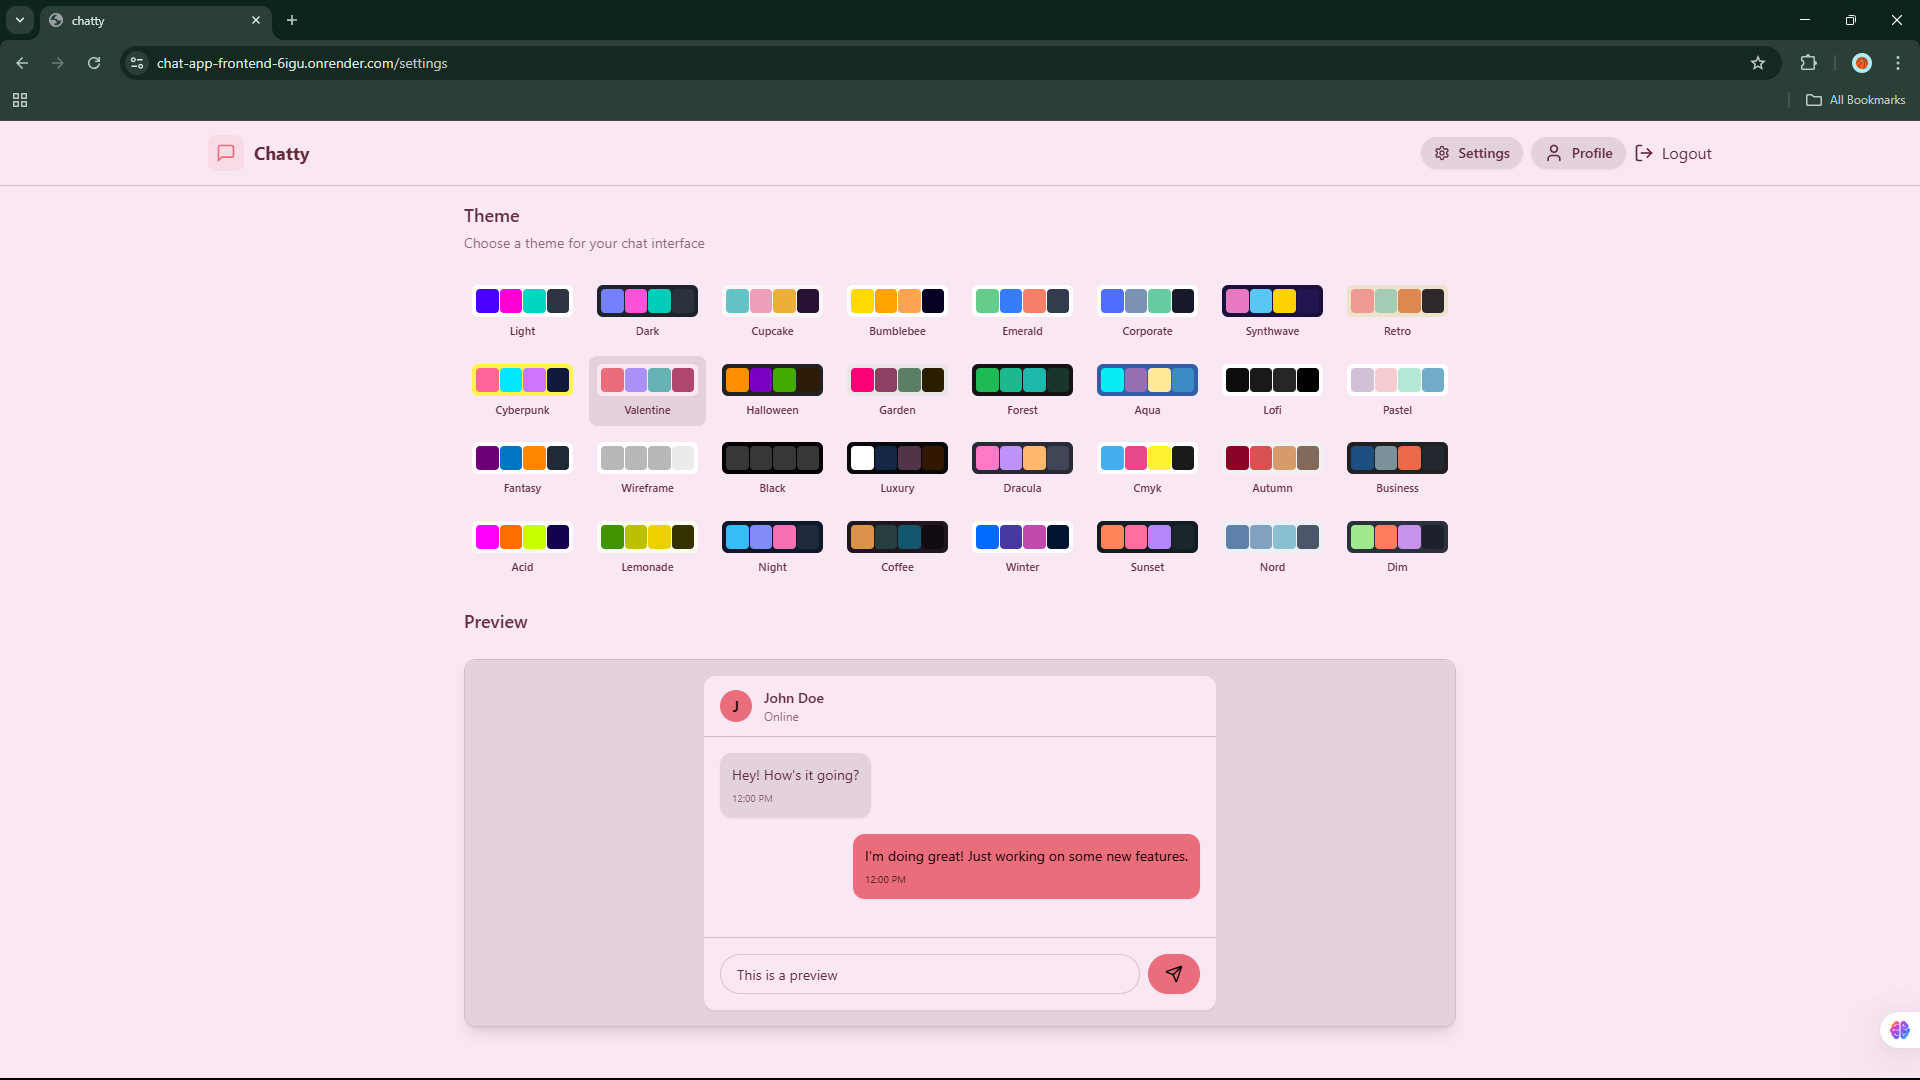 chatty
chat-app-frontend-6igu.onrender.com/settings
All Bookmarks
Chatty
Settings Profile Logout
Theme
Choose a theme for your chat interface
Light Dark Cupcake Bumblebee Emerald Corporate Synthwave Retro
Cyberpunk Valentine Halloween Garden Forest Aqua Lofi Pastel
Fantasy Wireframe Black Luxury Dracula Cmyk Autumn Business
Acid Lemonade Night Coffee Winter Sunset Nord Dim
Preview
J John Doe
Online
Hey! How's it going?
12:00 PM
I'm doing great! Just working on some new features.
12:00 PM
This is a preview